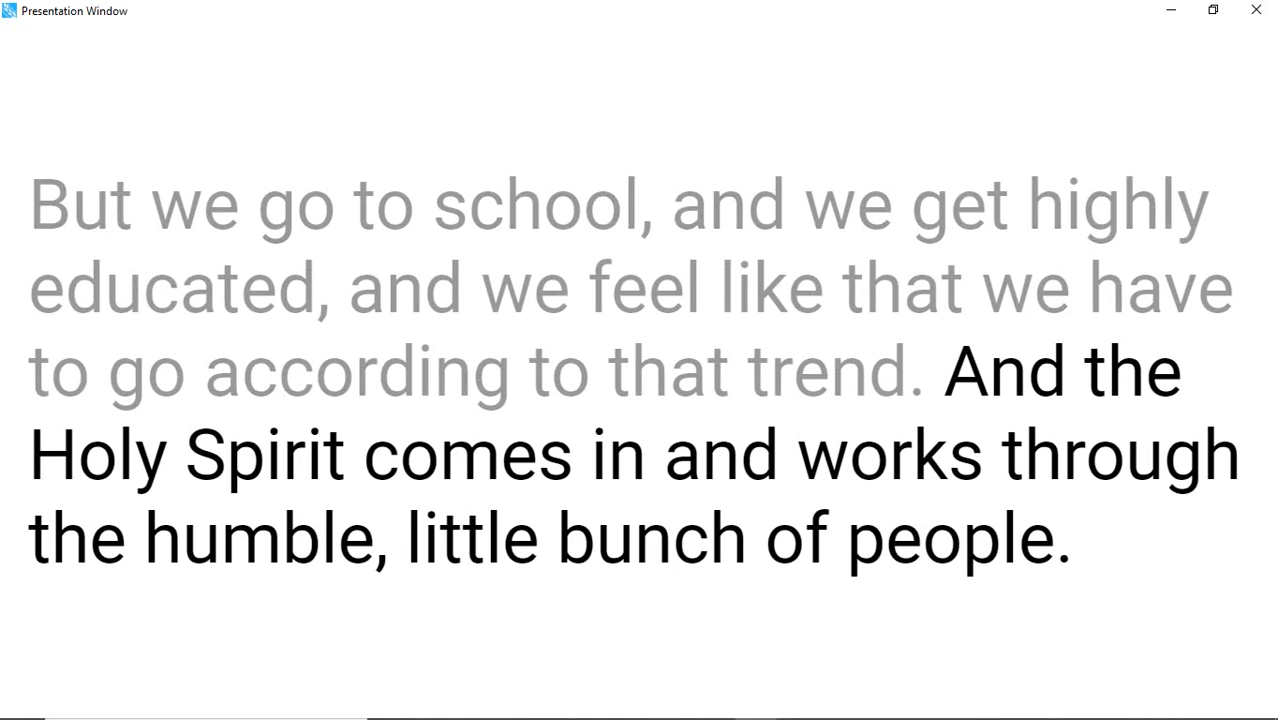 Presentation Window
But we go to school, and we get highly
educated, and we feel like that we have
to go according to that trend. And the
Holy Spirit comes in and works through
the humble, little bunch of people.